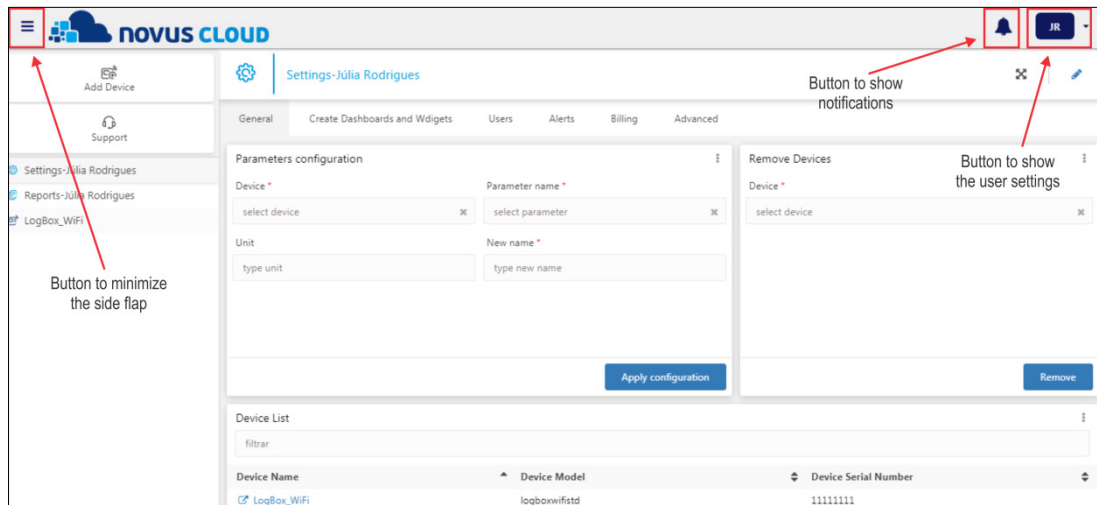 NOVUS CLOUD
JR
Add Device
Support
Settings-Júlia Rodrigues
Reports-Júlia Rodrigues
LogBox_WiFi
Button to minimize
the side flap
Settings-Júlia Rodrigues
Button to show
notifications
Button to show
the user settings
General Create Dashboards and Wdigets Users Alerts Billing Advanced
Parameters configuration
Device * Parameter name *
select device select parameter
Unit New name *
type unit type new name
Apply configuration
Remove Devices
Device *
select device
Remove
Device List
filtrar
Device Name Device Model Device Serial Number
LogBox_WiFi logboxwifistd 11111111